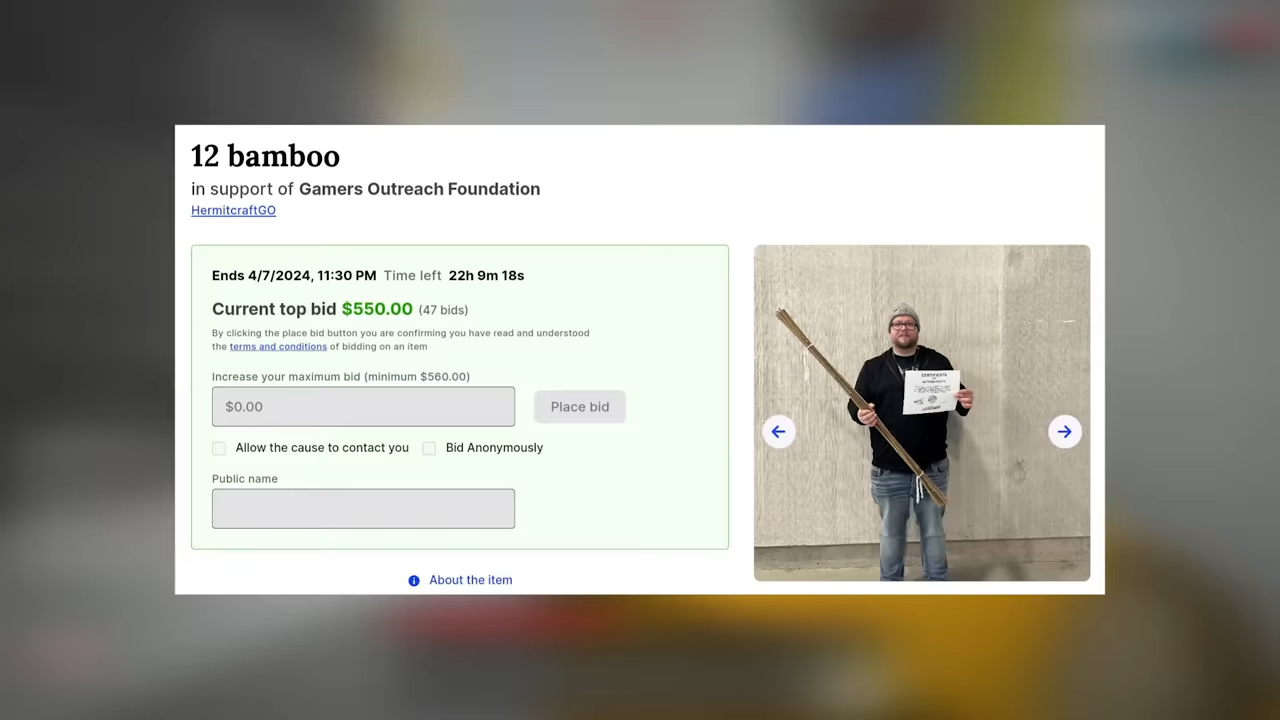 12 bamboo
in support of Gamers Outreach Foundation
HermitcraftGO
Ends 4/7/2024, 11:30 PM Time left 22h 9m 18s
Current top bid $550.00 (47 bids)
By clicking the place bid button you are confirming you have read and understood
the terms and conditions of bidding on an item
Increase your maximum bid (minimum $560.00)
$0.00
Place bid
Allow the cause to contact you
Bid Anonymously
Public name
About the item
CERTIFICATE
OF
AUTHENTICITY